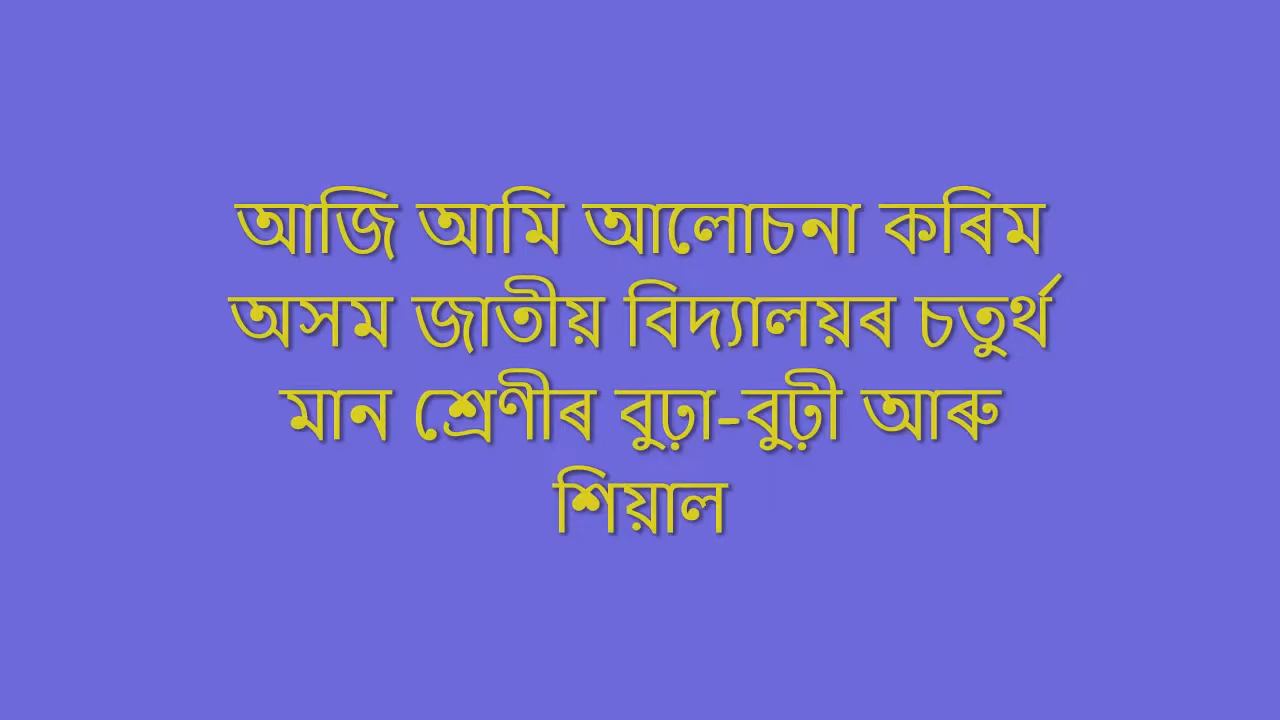 আজি আমি আলোচনা কৰিম
অসম জাতীয় বিদ্যালয়ৰ চতুৰ্থ
মান শ্ৰেণীৰ বুঢ়া-বুঢ়ী আৰু
শিয়াল